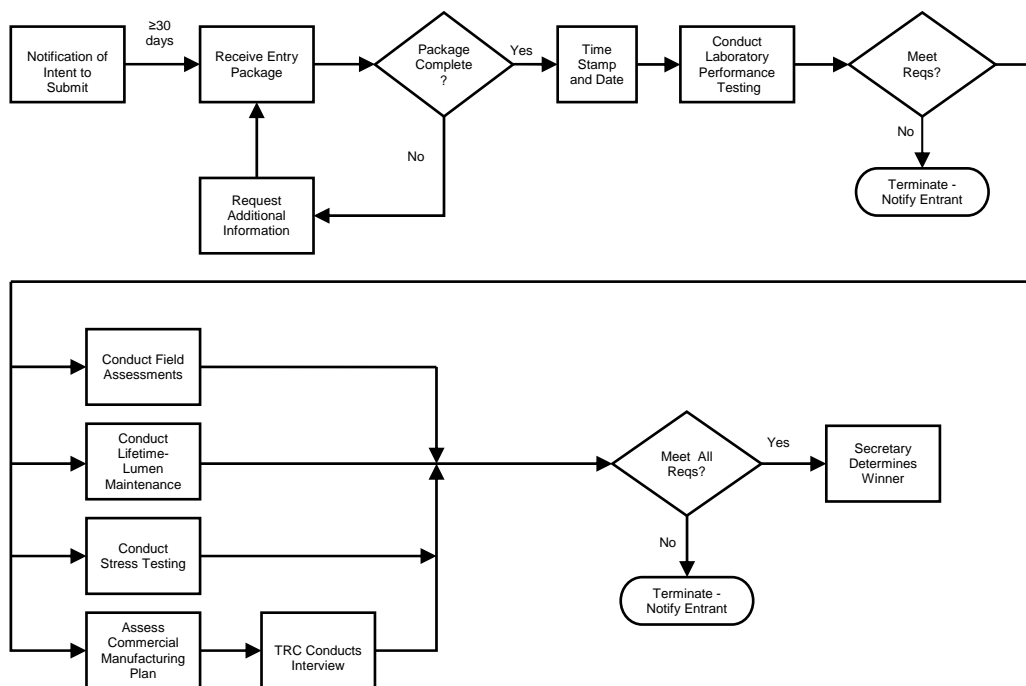 ≥30
days
Notification of
Intent to
Submit
Receive Entry
Package
Package
Complete
?
Yes
Time
Stamp
and Date
Conduct
Laboratory
Performance
Testing
Meet
Reqs?
No
No
Request
Additional
Information
Terminate -
Notify Entrant
Conduct Field
Assessments
Conduct
Lifetime-
Lumen
Maintenance
Meet All
Reqs?
Yes
Secretary
Determines
Winner
Conduct
Stress Testing
No
Terminate -
Notify Entrant
Assess
Commercial
Manufacturing
Plan
TRC Conducts
Interview